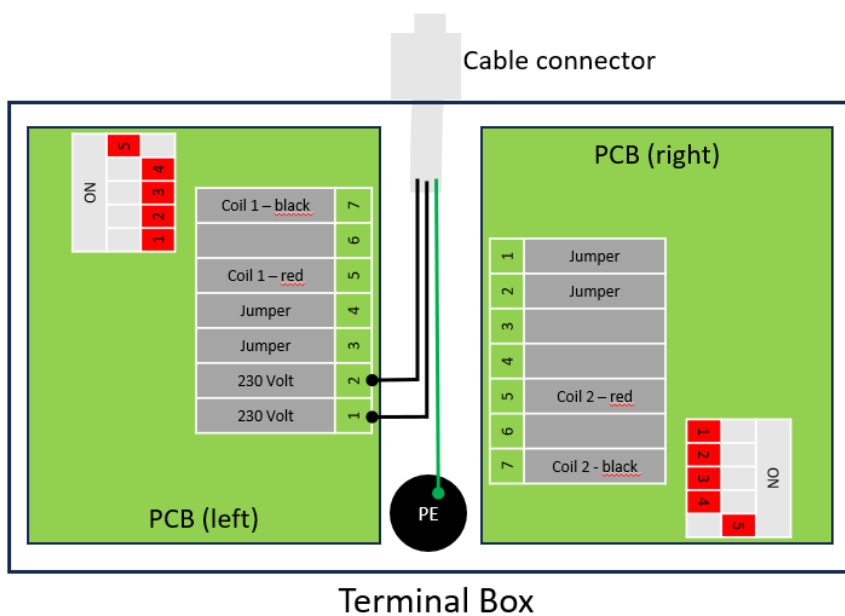 Cable connector
5
4
3
2
1
ON
Coil 1 – black
7
6
Coil 1 – red
5
Jumper
4
Jumper
3
230 Volt
2
230 Volt
1
PCB (left)
PE
PCB (right)
1
Jumper
2
Jumper
3
4
5
Coil 2 – red
6
7
Coil 2 - black
1
2
3
4
5
ON
Terminal Box